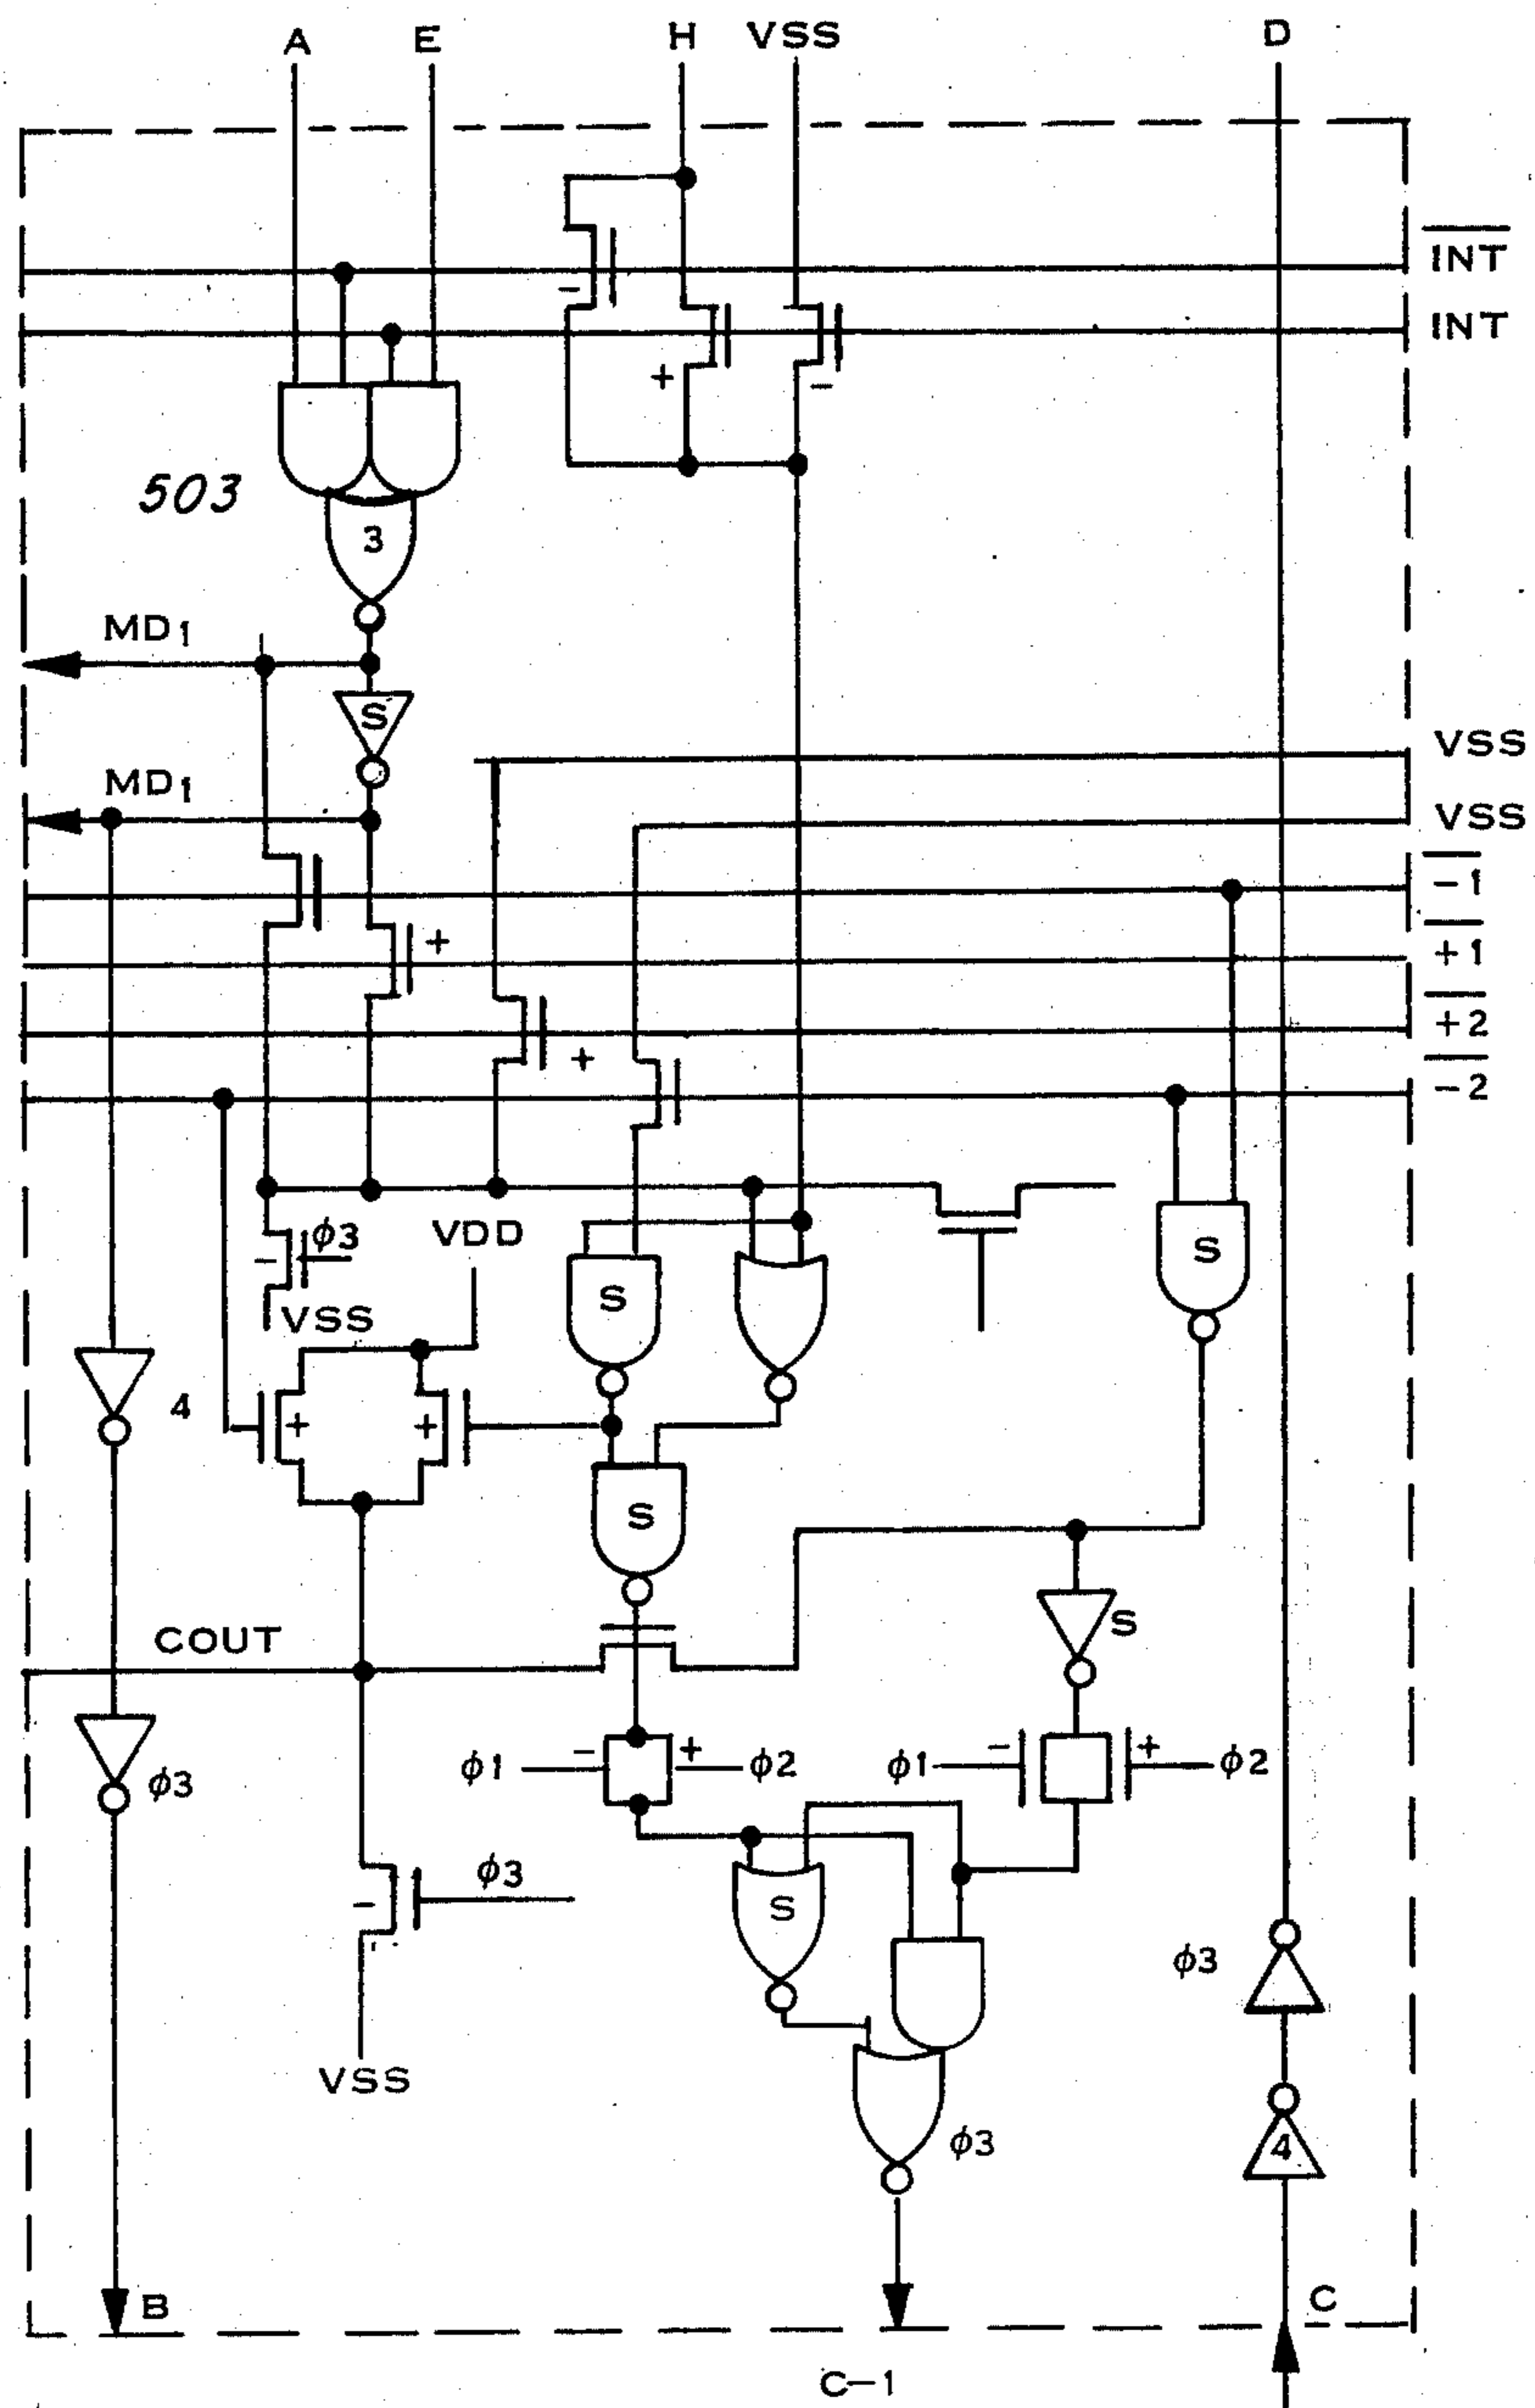 A E H VSS D
I̅N̅T̅
INT
+
- -
503
3
MD1
S
MD1
VSS
VSS
-̅1̅
+ +̅1̅
+̅2̅
+
-̅2̅
- ϕ3 VDD
VSS S S
4 + +
S
COUT S
ϕ1 - + ϕ2 ϕ1 - + ϕ2
ϕ3
ϕ3
- S
ϕ3
VSS
ϕ3
4
B C
C-1